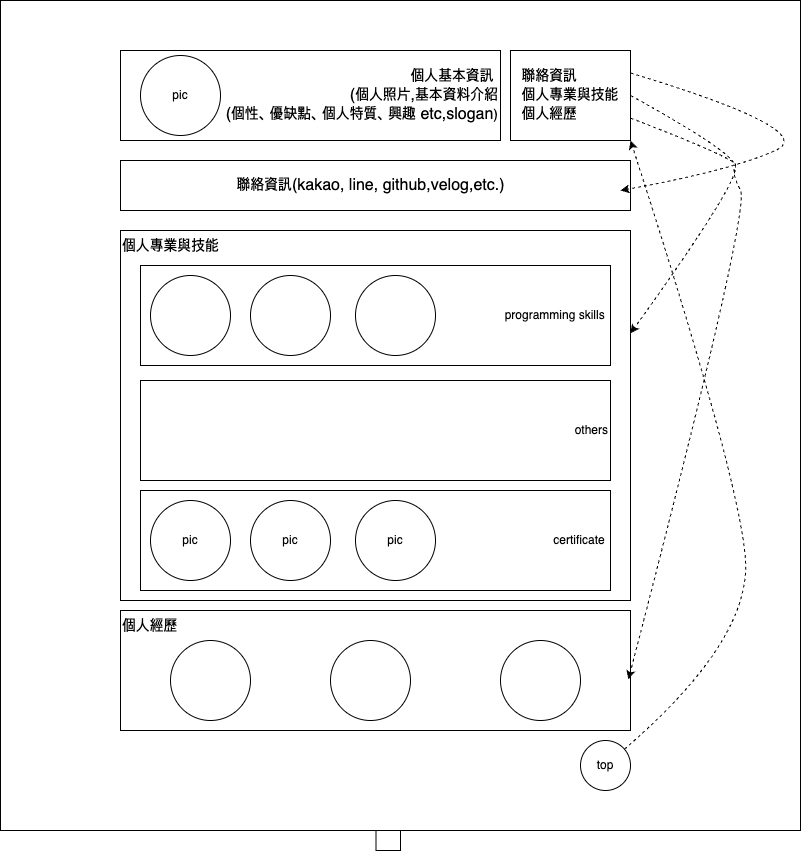 pic
個人基本資訊
(個人照片,基本資料介紹
(個性、優缺點、個人特質、興趣 etc,slogan)
聯絡資訊
個人專業與技能
個人經歷
聯絡資訊(kakao, line, github,velog,etc.)
個人專業與技能
programming skills
others
pic
pic
pic
certificate
個人經歷
top